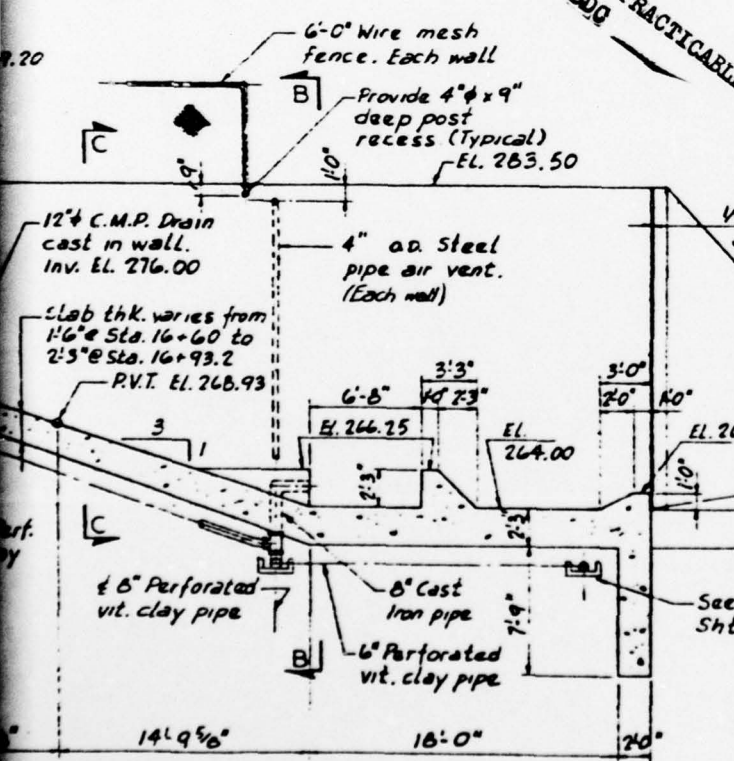 PRACTICABLE
BDG
R.20
6'-0" Wire mesh
fence. Each wall
B
Provide 4"ϕ x 9"
deep post
recess (Typical)
C
9"
1'0"
EL. 283.50
12"ϕ C.M.P. Drain
cast in wall.
Inv. EL. 276.00
4" O.D. Steel
pipe air vent.
(Each wall)
Slab thk. varies from
1'-6" @ Sta. 16+60 to
2'-3" @ Sta. 16+93.2
P.V.T. EL. 268.93
3'-3"
3'-0"
6'-8"
1'-0" 2'-3"
2'-0" 1'-0"
3
1
EL. 266.25
EL.
264.00
2'-3"
1'-0"
2'-3"
C
℄ 8" Perforated
vit. clay pipe
8" Cast
Iron pipe
7'-9"
See
Sht
B
6" Perforated
vit. clay pipe
14'-9 5/8"
18'-0"
2'-0"